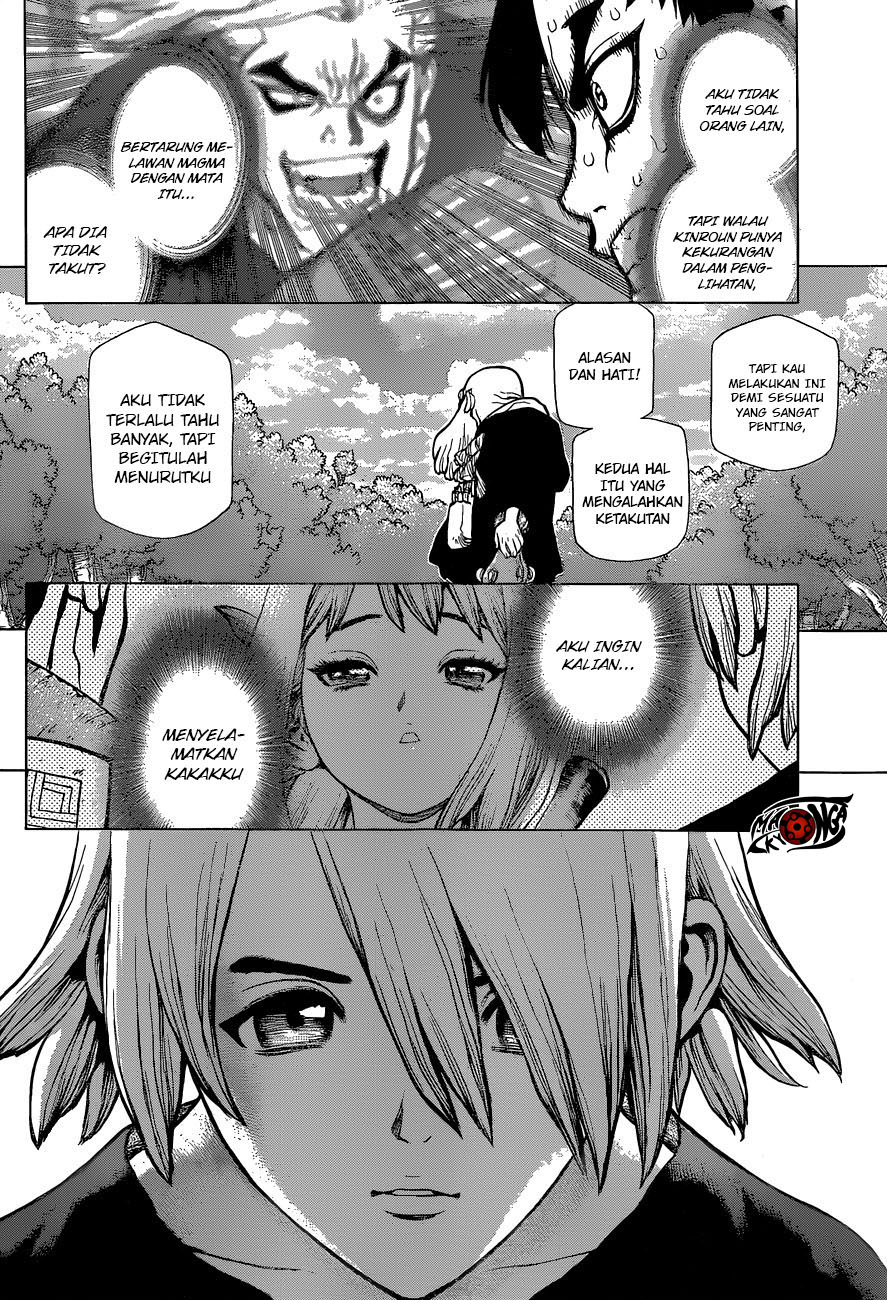 AKU TIDAK
TAHU SOAL
ORANG LAIN,
TAPI WALAU
KINROUN PUNYA
KEKURANGAN
DALAM PENG-
LIHATAN,
BERTARUNG ME-
LAWAN MAGMA
DENGAN MATA
ITU...
APA DIA
TIDAK
TAKUT?
TAPI KAU
MELAKUKAN INI
DEMI SESUATU
YANG SANGAT
PENTING,
ALASAN
DAN HATI!
KEDUA HAL
ITU YANG
MENGALAHKAN
KETAKUTAN
AKU TIDAK
TERLALU TAHU
BANYAK, TAPI
BEGITULAH
MENURUTKU
AKU INGIN
KALIAN...
MENYELA-
MATKAN
KAKAKKU